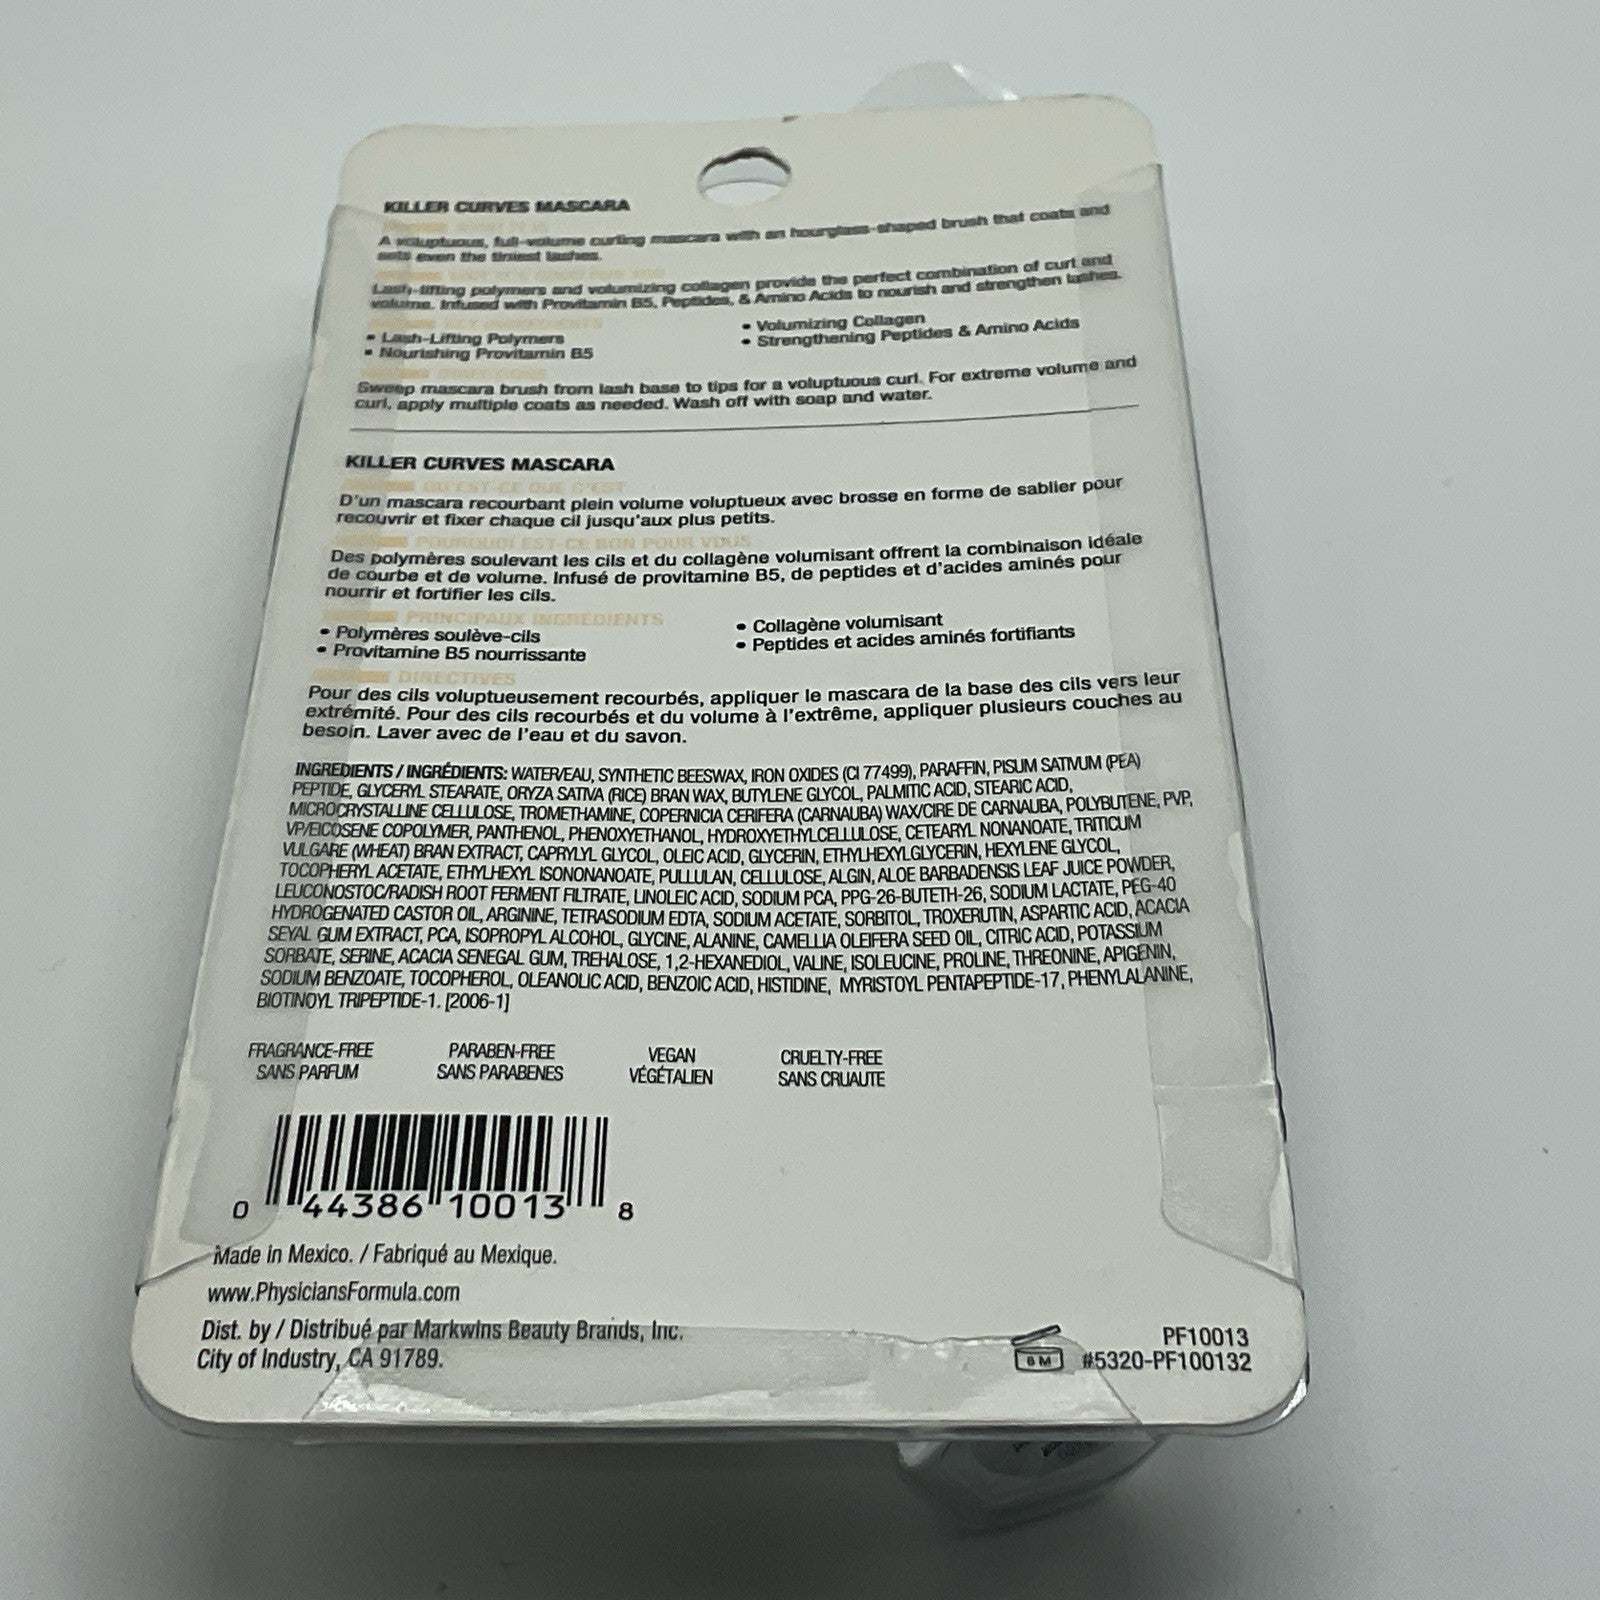 KILLER CURVES MASCARA
A voluptuous, full-volume curling mascara with an hourglass-shaped brush that coats and
sets even the tiniest lashes.
Lash-lifting polymers and volumizing collagen provide the perfect combination of curl and
volume. Infused with Provitamin B5, Peptides, & Amino Acids to nourish and strengthen lashes.
KEY INGREDIENTS
• Lash-Lifting Polymers
• Volumizing Collagen
• Nourishing Provitamin B5
• Strengthening Peptides & Amino Acids
DIRECTIONS
Sweep mascara brush from lash base to tips for a voluptuous curl. For extreme volume and
curl, apply multiple coats as needed. Wash off with soap and water.
KILLER CURVES MASCARA
QU'EST-CE QUE C'EST
D'un mascara recourbant plein volume voluptueux avec brosse en forme de sablier pour
recouvrir et fixer chaque cil jusqu'aux plus petits.
POURQUOI EST-CE BON POUR VOUS
Des polymères soulevant les cils et du collagène volumisant offrent la combinaison idéale
de courbe et de volume. Infusé de provitamine B5, de peptides et d'acides aminés pour
nourrir et fortifier les cils.
PRINCIPAUX INGRÉDIENTS
• Polymères soulève-cils
• Collagène volumisant
• Provitamine B5 nourrissante
• Peptides et acides aminés fortifiants
DIRECTIVES
Pour des cils voluptueusement recourbés, appliquer le mascara de la base des cils vers leur
extrémité. Pour des cils recourbés et du volume à l'extrême, appliquer plusieurs couches au
besoin. Laver avec de l'eau et du savon.
INGREDIENTS / INGRÉDIENTS: WATER/EAU, SYNTHETIC BEESWAX, IRON OXIDES (CI 77499), PARAFFIN, PISUM SATIVUM (PEA)
PEPTIDE, GLYCERYL STEARATE, ORYZA SATIVA (RICE) BRAN WAX, BUTYLENE GLYCOL, PALMITIC ACID, STEARIC ACID,
MICROCRYSTALLINE CELLULOSE, TROMETHAMINE, COPERNICIA CERIFERA (CARNAUBA) WAX/CIRE DE CARNAUBA, POLYBUTENE, PVP,
VP/EICOSENE COPOLYMER, PANTHENOL, PHENOXYETHANOL, HYDROXYETHYLCELLULOSE, CETEARYL NONANOATE, TRITICUM
VULGARE (WHEAT) BRAN EXTRACT, CAPRYLYL GLYCOL, OLEIC ACID, GLYCERIN, ETHYLHEXYLGLYCERIN, HEXYLENE GLYCOL,
TOCOPHERYL ACETATE, ETHYLHEXYL ISONONANOATE, PULLULAN, CELLULOSE, ALGIN, ALOE BARBADENSIS LEAF JUICE POWDER,
LEUCONOSTOC/RADISH ROOT FERMENT FILTRATE, LINOLEIC ACID, SODIUM PCA, PPG-26-BUTETH-26, SODIUM LACTATE, PEG-40
HYDROGENATED CASTOR OIL, ARGININE, TETRASODIUM EDTA, SODIUM ACETATE, SORBITOL, TROXERUTIN, ASPARTIC ACID, ACACIA
SEYAL GUM EXTRACT, PCA, ISOPROPYL ALCOHOL, GLYCINE, ALANINE, CAMELLIA OLEIFERA SEED OIL, CITRIC ACID, POTASSIUM
SORBATE, SERINE, ACACIA SENEGAL GUM, TREHALOSE, 1,2-HEXANEDIOL, VALINE, ISOLEUCINE, PROLINE, THREONINE, APIGENIN,
SODIUM BENZOATE, TOCOPHEROL, OLEANOLIC ACID, BENZOIC ACID, HISTIDINE, MYRISTOYL PENTAPEPTIDE-17, PHENYLALANINE,
BIOTINOYL TRIPEPTIDE-1. [2006-1]
FRAGRANCE-FREE
SANS PARFUM
PARABEN-FREE
SANS PARABENES
VEGAN
VÉGÉTALIEN
CRUELTY-FREE
SANS CRUAUTE
0 44386 10013 8
Made in Mexico. / Fabriqué au Mexique.
www.PhysiciansFormula.com
Dist. by / Distribué par Markwins Beauty Brands, Inc.
City of Industry, CA 91789.
6 M
PF10013
#5320-PF100132